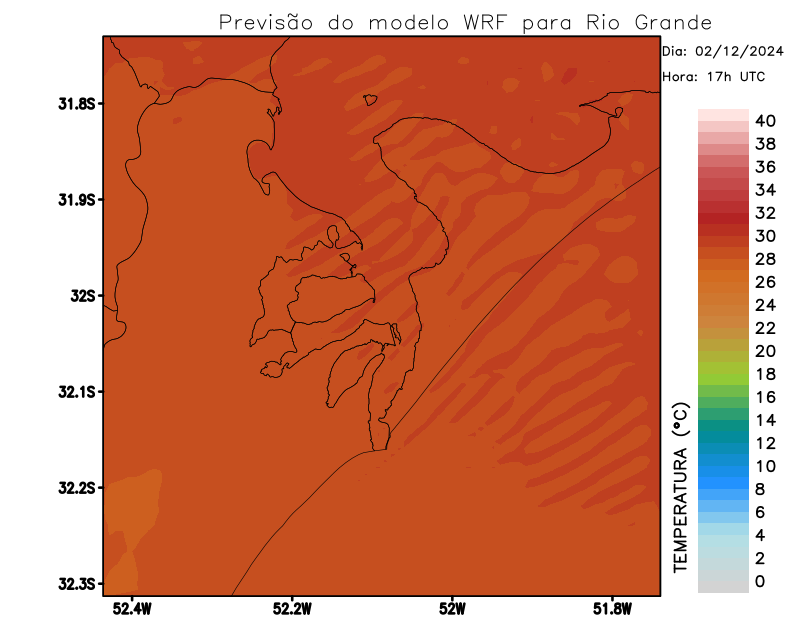 Previsão do modelo WRF para Rio Grande
Dia: 02/12/2024
Hora: 17h UTC
31.8S
31.9S
32S
32.1S
32.2S
32.3S
52.4W
52.2W
52W
51.8W
TEMPERATURA (°C)
40
38
36
34
32
30
28
26
24
22
20
18
16
14
12
10
8
6
4
2
0